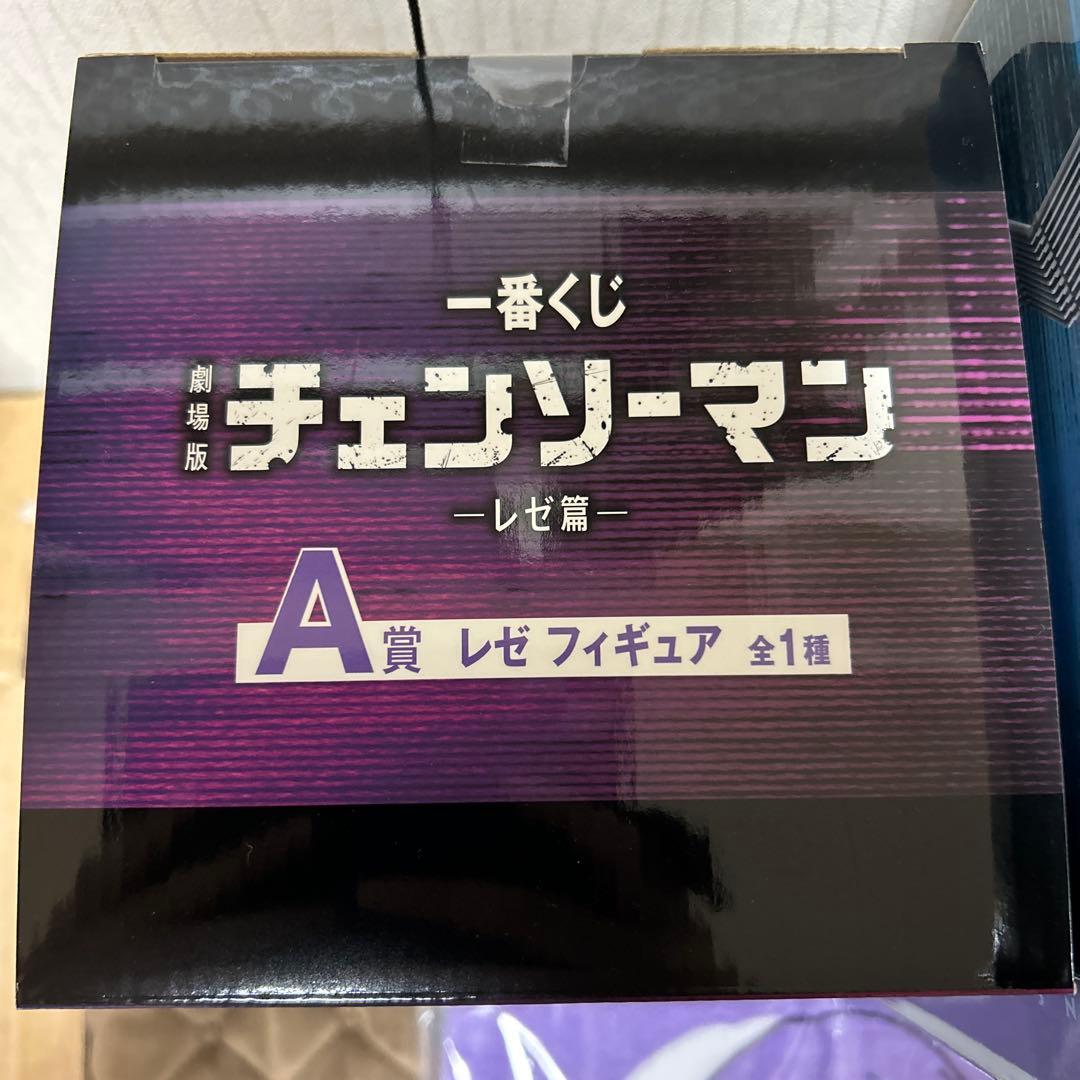 一番くじ
劇場版 チェンソーマン
―レゼ篇―
A賞 レゼ フィギュア 全1種